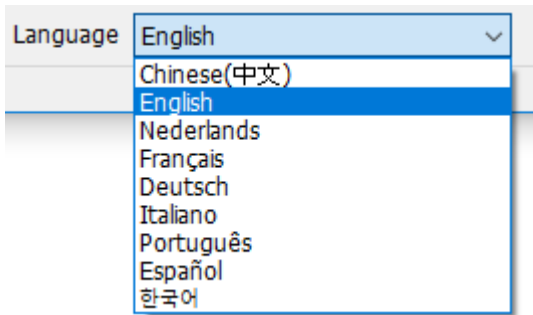 Language English
Chinese(中文)
English
Nederlands
Français
Deutsch
Italiano
Português
Español
한국어